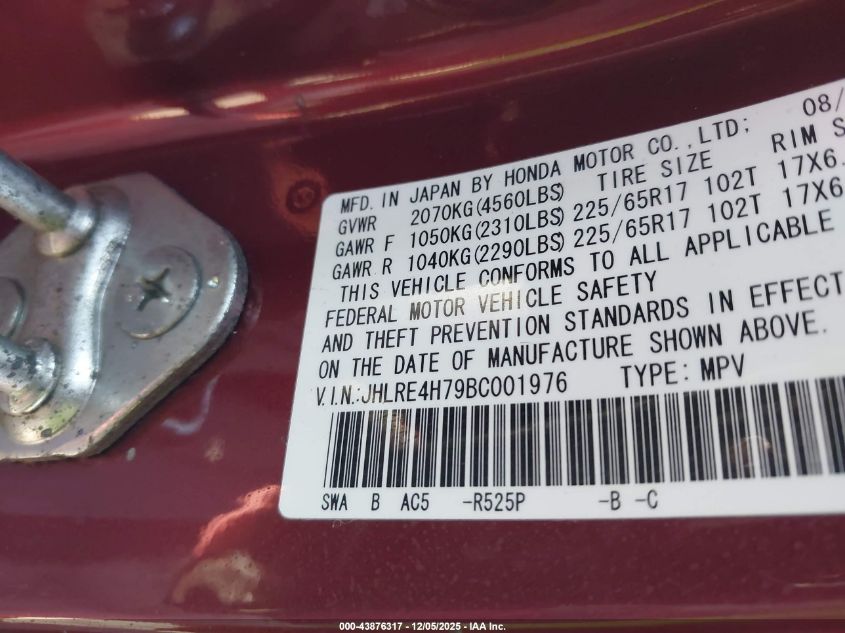 MFD. IN JAPAN BY HONDA MOTOR CO.,LTD; 08/
GVWR 2070KG(4560LBS) TIRE SIZE RIM S
GAWR F 1050KG(2310LBS) 225/65R17 102T 17X6.
GAWR R 1040KG(2290LBS) 225/65R17 102T 17X6
THIS VEHICLE CONFORMS TO ALL APPLICABLE
FEDERAL MOTOR VEHICLE SAFETY
AND THEFT PREVENTION STANDARDS IN EFFECT
ON THE DATE OF MANUFACTURE SHOWN ABOVE.
V.I.N.:JHLRE4H79BC001976 TYPE: MPV
SWA B AC5 -R525P -B -C
000-43876317 - 12/05/2025 - IAA Inc.